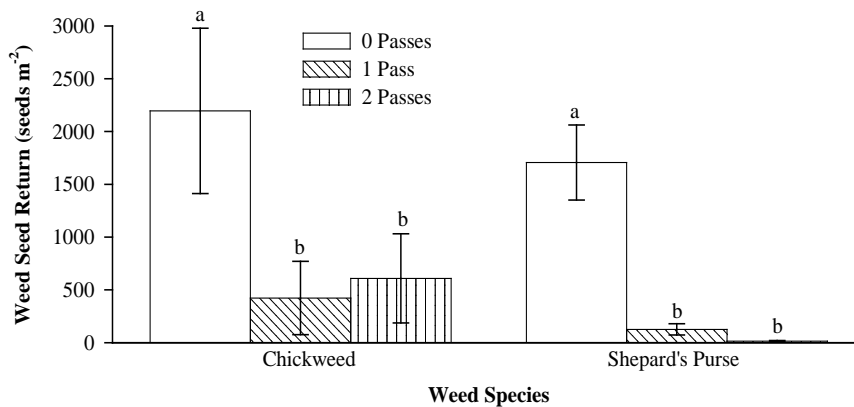 Weed Seed Return (seeds m-2)
3000
2500
2000
1500
1000
500
0
0 Passes
1 Pass
2 Passes
a
b
b
a
b
b
Chickweed
Shepard's Purse
Weed Species